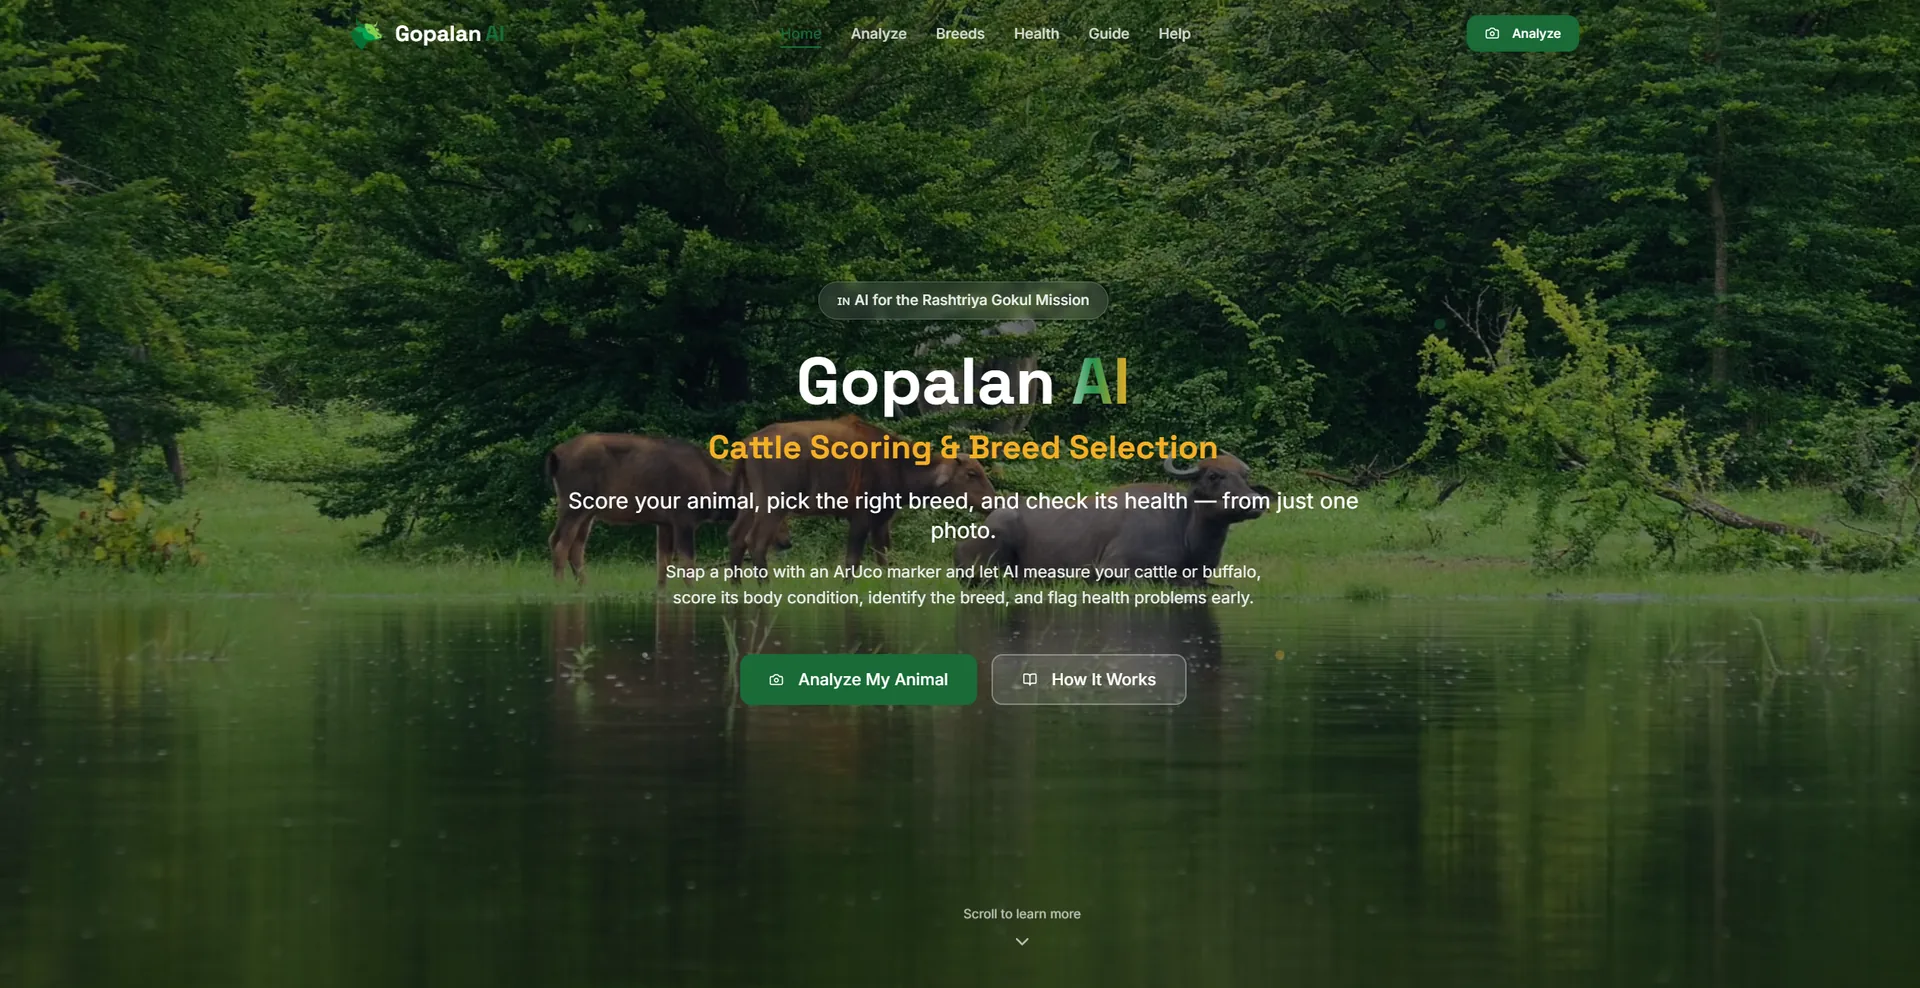 Gopalan AI
Home
Analyze
Breeds
Health
Guide
Help
Analyze
IN AI for the Rashtriya Gokul Mission
Gopalan AI
Cattle Scoring & Breed Selection
Score your animal, pick the right breed, and check its health — from just one
photo.
Snap a photo with an ArUco marker and let AI measure your cattle or buffalo,
score its body condition, identify the breed, and flag health problems early.
Analyze My Animal
How It Works
Scroll to learn more